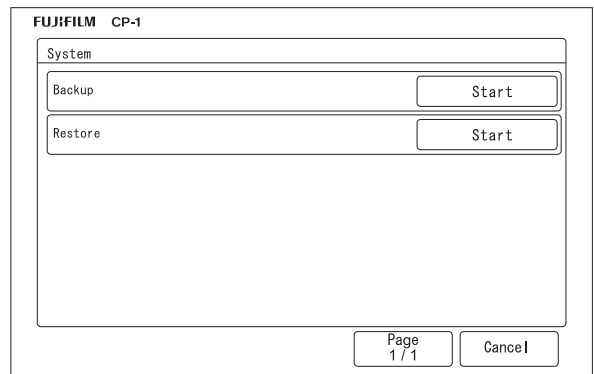 FUJIFILM CP-1
System
Backup Start
Restore Start
Page
1/1
Cancel